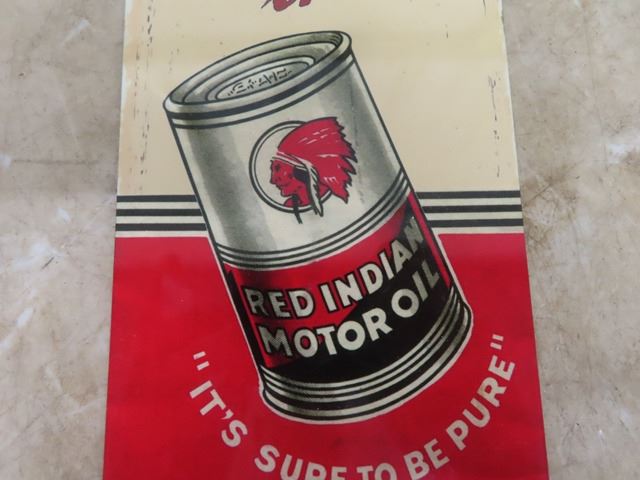 RED INDIAN
MOTOR OIL
"IT'S SURE TO BE PURE"